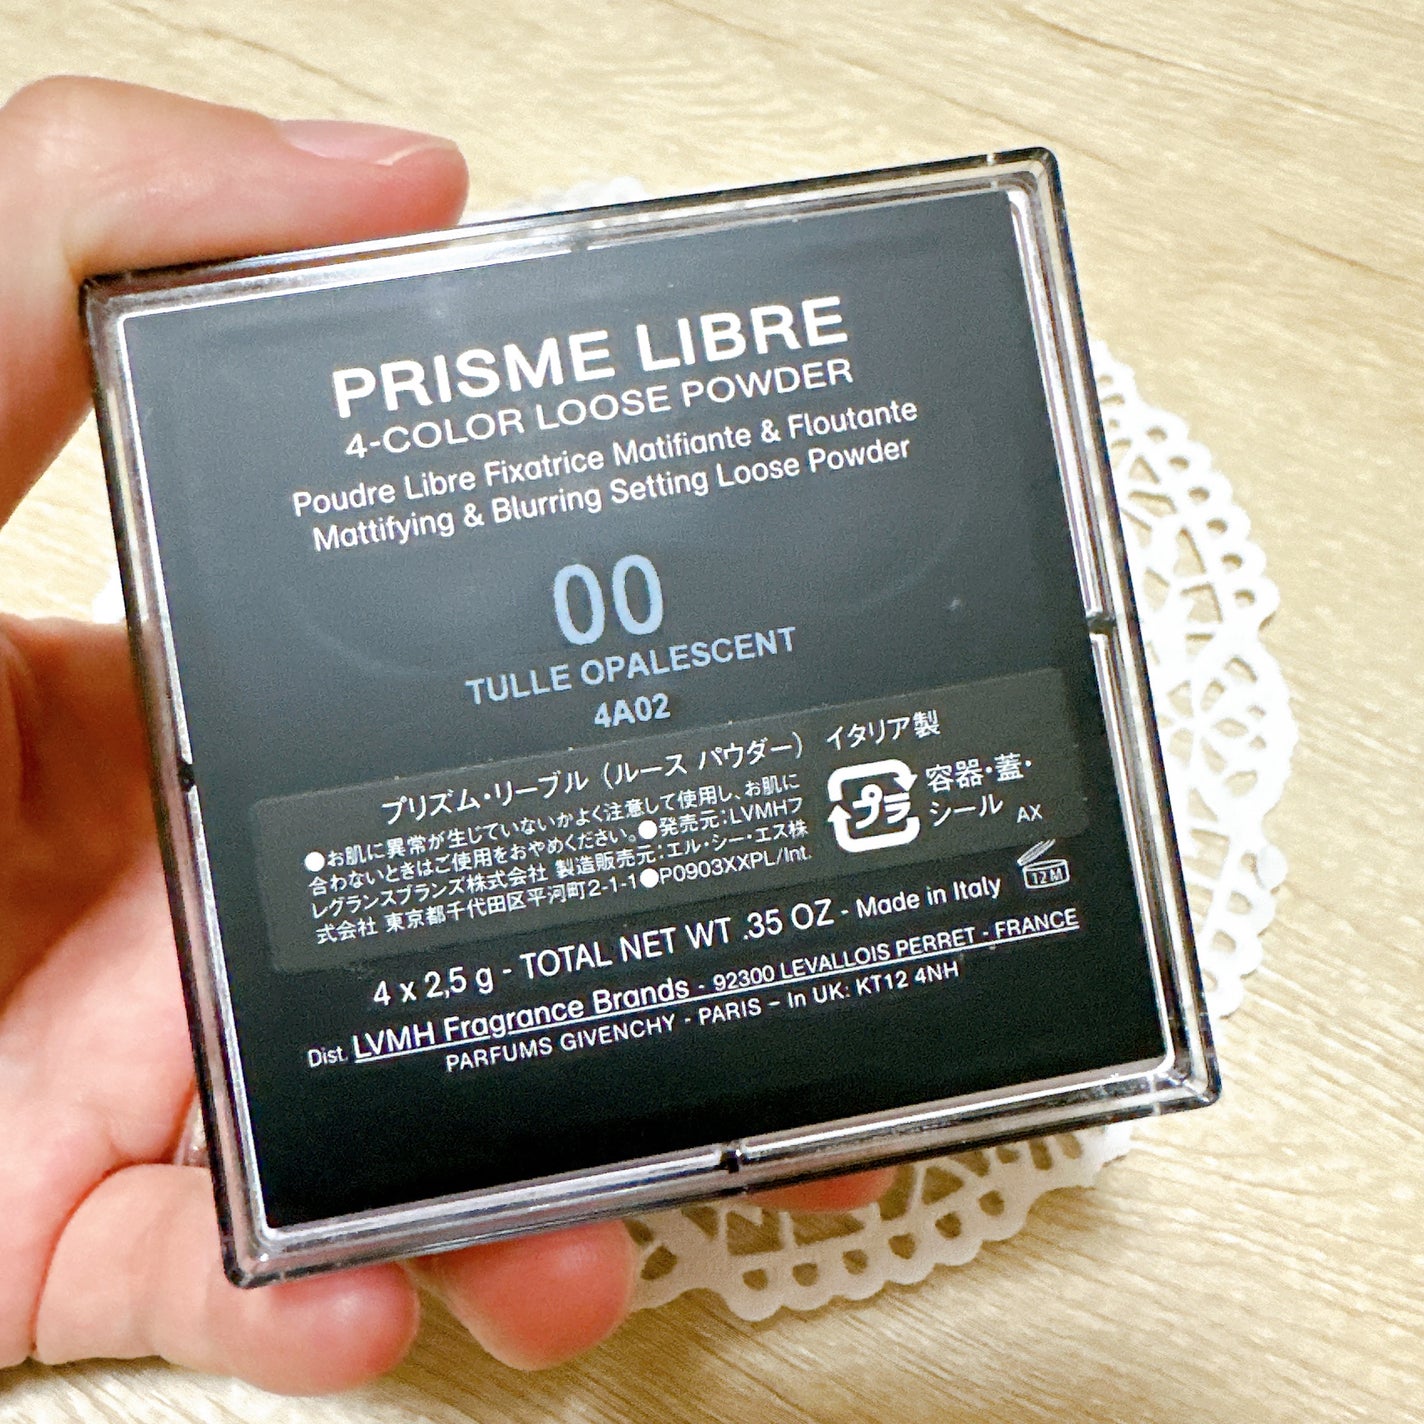 PRISME LIBRE
4-COLOR LOOSE POWDER
Poudre Libre Fixatrice Matifiante & Floutante
Mattifying & Blurring Setting Loose Powder
00
TULLE OPALESCENT
4A02
プリズム・リーブル（ルース パウダー） イタリア製
●お肌に異常が生じていないかよく注意して使用し、お肌に
合わないときはご使用をおやめください。●発売元:LVMHフ
レグランスブランズ株式会社 製造販売元:エル・シー・エス株
式会社 東京都千代田区平河町2-1-1●P0903XXPL/Int.
プラ
容器・蓋・
シール
AX
12M
4 x 2,5 g - TOTAL NET WT .35 OZ - Made in Italy
Dist. LVMH Fragrance Brands - 92300 LEVALLOIS PERRET - FRANCE
PARFUMS GIVENCHY - PARIS – In UK: KT12 4NH